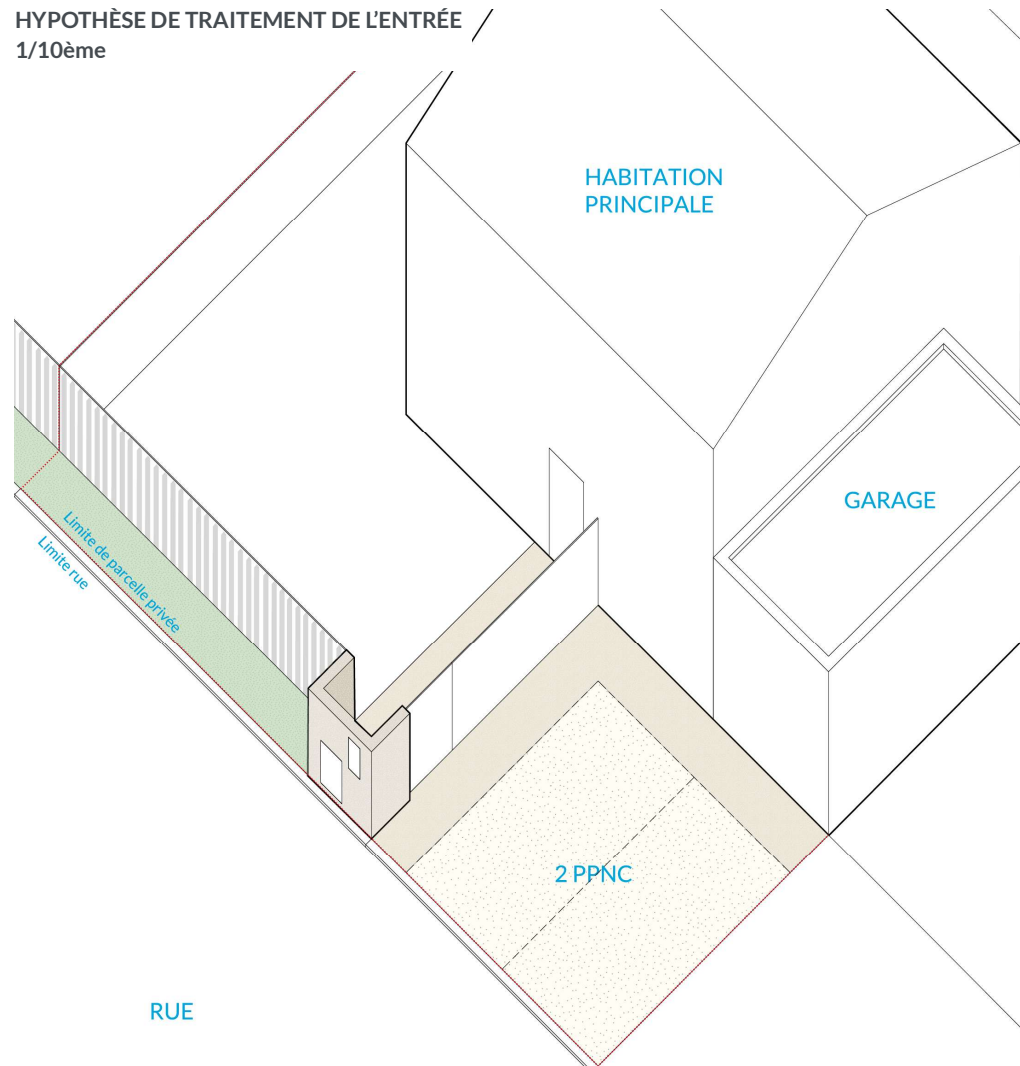 HYPOTHÈSE DE TRAITEMENT DE L'ENTRÉE
1/10ème
HABITATION
PRINCIPALE
GARAGE
Limite de parcelle privée
Limite rue
2 PPNC
RUE